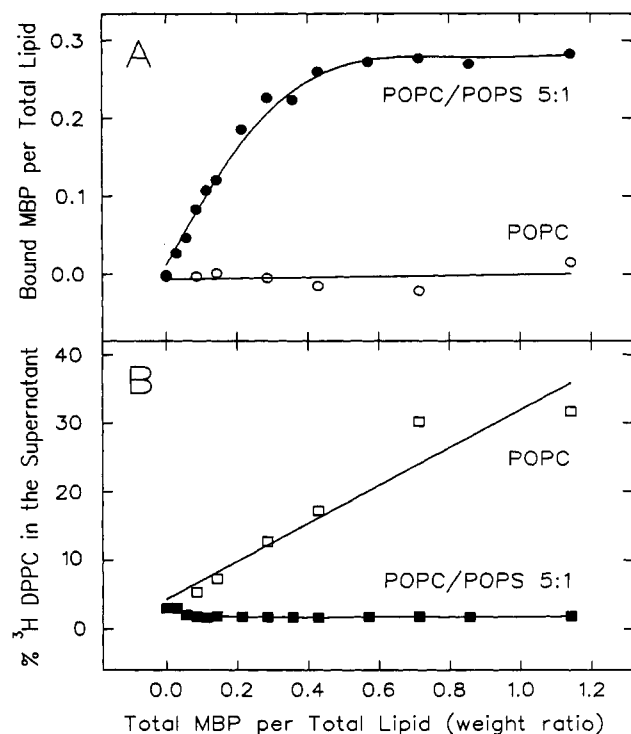 A
0.3
0.2
0.1
0.0
Bound MBP per Total Lipid
POPC/POPS 5:1
POPC
B
40
30
20
10
0
% ³H DPPC in the Supernatant
POPC
POPC/POPS 5:1
0.0 0.2 0.4 0.6 0.8 1.0 1.2
Total MBP per Total Lipid (weight ratio)